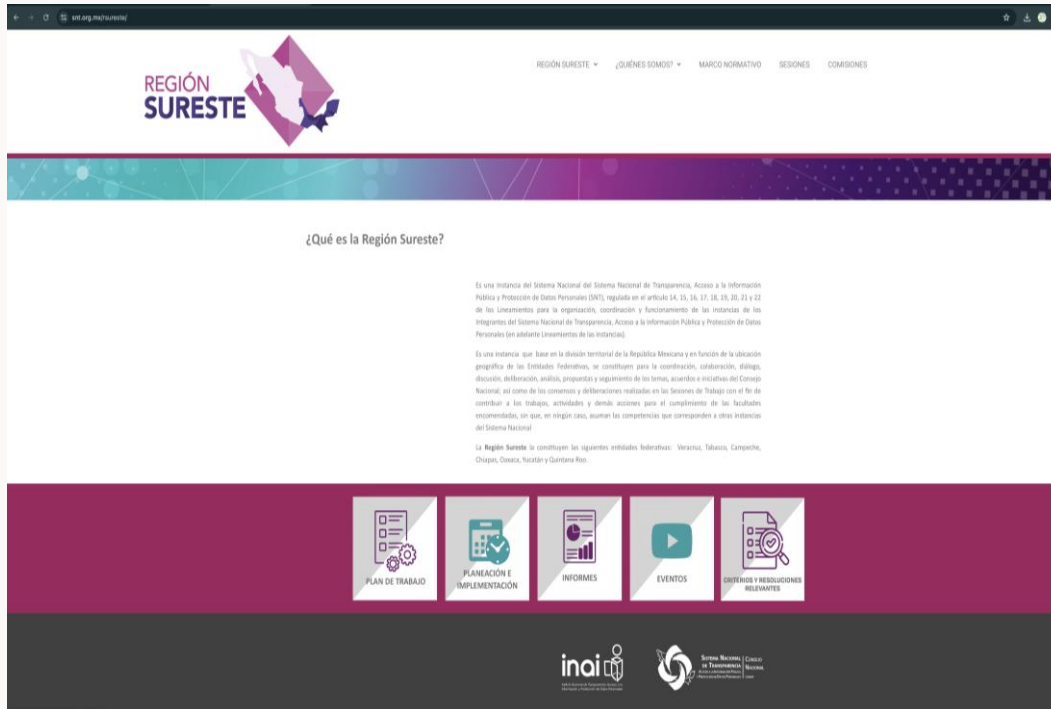 snt.org.mx/rsureste/
REGIÓN SURESTE ¿QUIÉNES SOMOS? MARCO NORMATIVO SESIONES COMISIONES
REGIÓN
SURESTE
¿Qué es la Región Sureste?
Es una instancia del Sistema Nacional del Sistema Nacional de Transparencia, Acceso a la Información
Pública y Protección de Datos Personales (SNT), regulada en el artículo 14, 15, 16, 17. 18, 19, 20, 21 y 22
de los Lineamientos para la organización, coordinación y funcionamiento de las instancias de los
Integrantes del Sistema Nacional de Transparencia, Acceso a la Información Pública y Protección de Datos
Personales (en adelante Lineamientos de las instancias).
Es una instancia que base en la división territorial de la República Mexicana y en función de la ubicación
geográfica de las Entidades Federativas, se constituyen para la coordinación, colaboración, diálogo,
discusión, deliberación, análisis, propuestas y seguimiento de los temas, acuerdos e iniciativas del Consejo
Nacional; así como de los consensos y deliberaciones realizadas en las Sesiones de Trabajo con el fin de
contribuir a los trabajos, actividades y demás acciones para el cumplimiento de las facultades
encomendadas, sin que, en ningún caso, asuman las competencias que corresponden a otras instancias
del Sistema Nacional
La Región Sureste la constituyen las siguientes entidades federativas: Veracruz, Tabasco, Campeche,
Chiapas, Oaxaca, Yucatán y Quintana Roo.
PLAN DE TRABAJO
PLANEACIÓN E
IMPLEMENTACIÓN
INFORMES
EVENTOS
CRITERIOS Y RESOLUCIONES
RELEVANTES
inai
Sistema Nacional
de Transparencia
Consejo
Nacional